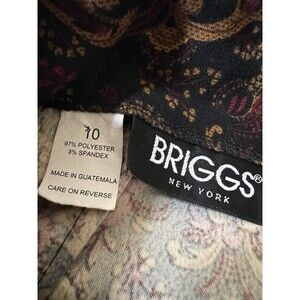 10
97% POLYESTER
3% SPANDEX
MADE IN GUATEMALA
CARE ON REVERSE
BRIGGS®
NEW YORK